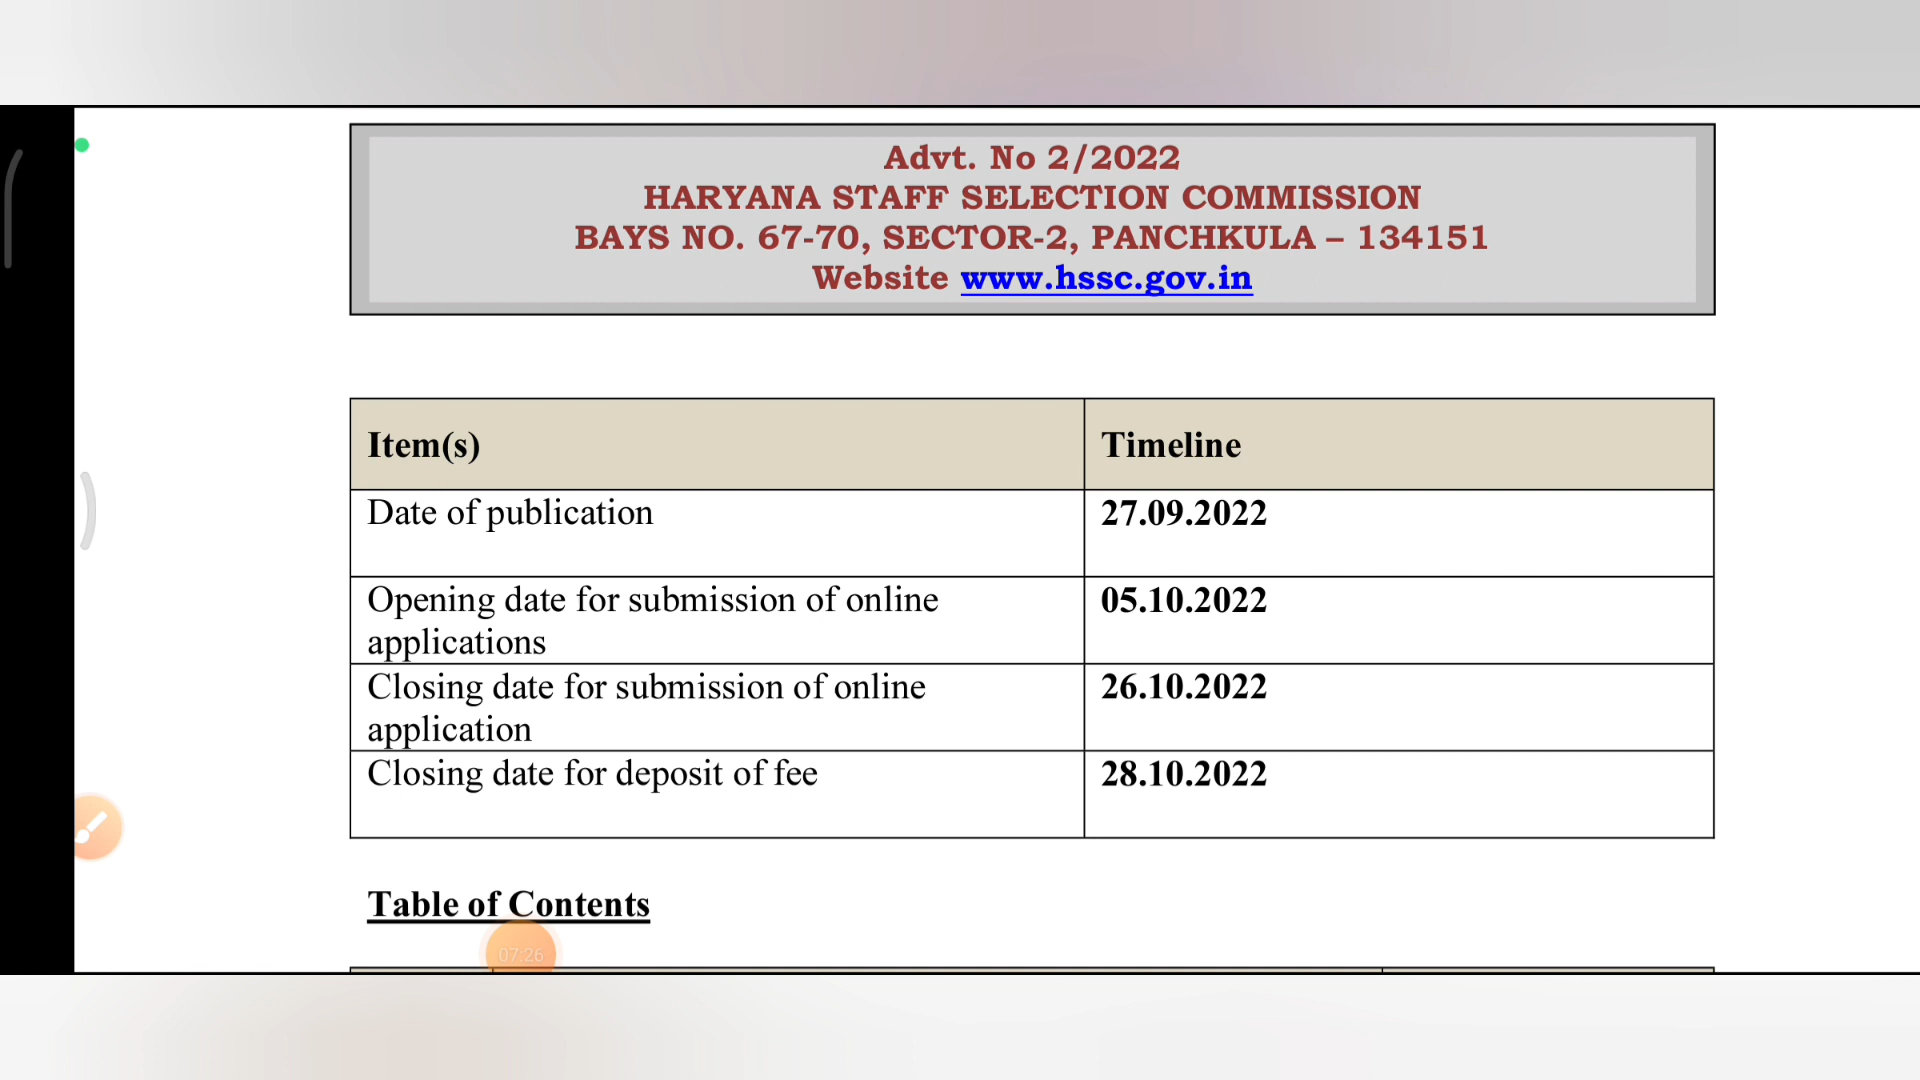 Advt. No 2/2022
HARYANA STAFF SELECTION COMMISSION
BAYS NO. 67-70, SECTOR-2, PANCHKULA – 134151
Website www.hssc.gov.in
Item(s) Timeline
Date of publication 27.09.2022
Opening date for submission of online 05.10.2022
applications
Closing date for submission of online 26.10.2022
application
Closing date for deposit of fee 28.10.2022
Table of Contents
07:26